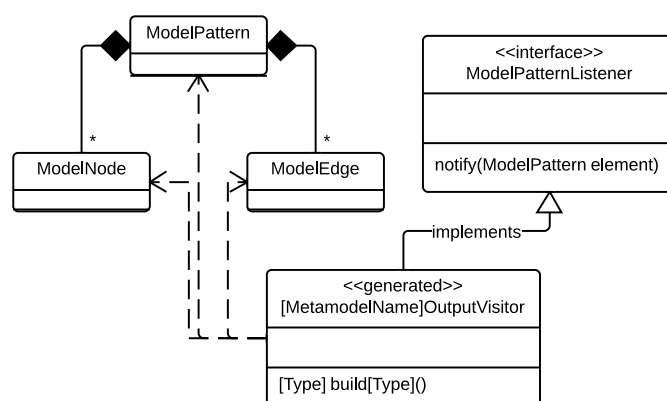 ModelPattern
<<interface>>
ModelPatternListener
*
*
ModelNode
ModelEdge
notify(ModelPattern element)
implements
<<generated>>
[MetamodelName]OutputVisitor
[Type] build[Type]()